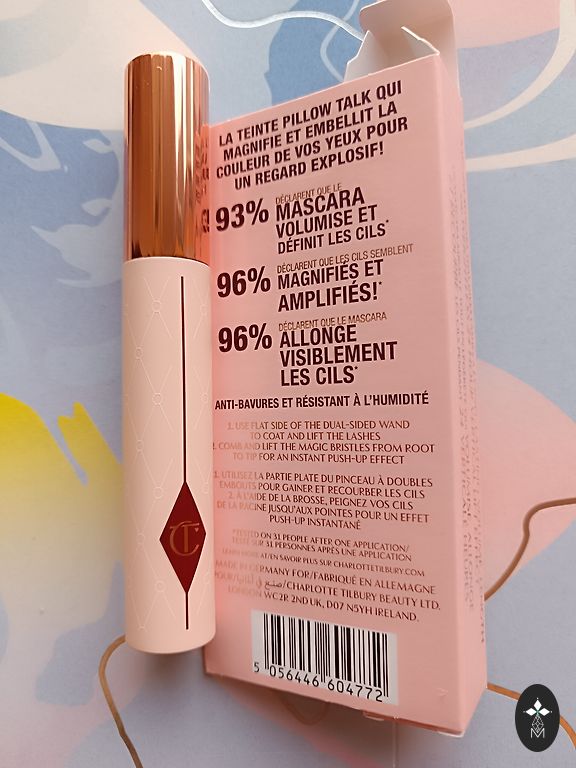 LA TEINTE PILLOW TALK QUI
MAGNIFIE ET EMBELLIT LA
COULEUR DE VOS YEUX POUR
UN REGARD EXPLOSIF!
93% DÉCLARENT QUE LE
MASCARA
VOLUMISE ET
DÉFINIT LES CILS*
96% DÉCLARENT QUE LES CILS SEMBLENT
MAGNIFIÉS ET
AMPLIFIÉS!*
96% DÉCLARENT QUE LE MASCARA
ALLONGE
VISIBLEMENT
LES CILS*
ANTI-BAVURES ET RÉSISTANT À L'HUMIDITÉ
1. USE FLAT SIDE OF THE DUAL-SIDED WAND
TO COAT AND LIFT THE LASHES
2. COMB AND LIFT THE MAGIC BRISTLES FROM ROOT
TO TIP FOR AN INSTANT PUSH-UP EFFECT
1. UTILISEZ LA PARTIE PLATE DU PINCEAU À DOUBLES
EMBOUTS POUR GAINER ET RECOURBER LES CILS
2. À L'AIDE DE LA BROSSE, PEIGNEZ VOS CILS
DE LA RACINE JUSQU'AUX POINTES POUR UN EFFET
PUSH-UP INSTANTANÉ
*TESTED ON 31 PEOPLE AFTER ONE APPLICATION/
TESTÉ SUR 31 PERSONNES APRÈS UNE APPLICATION
LEARN MORE AT/EN SAVOIR PLUS SUR CHARLOTTETILBURY.COM
MADE IN GERMANY FOR/FABRIQUÉ EN ALLEMAGNE
POUR/صنع في ألمانيا/CHARLOTTE TILBURY BEAUTY LTD.
LONDON WC2R 2ND UK, D07 N5YH IRELAND.
5 056446 604772
CT
M